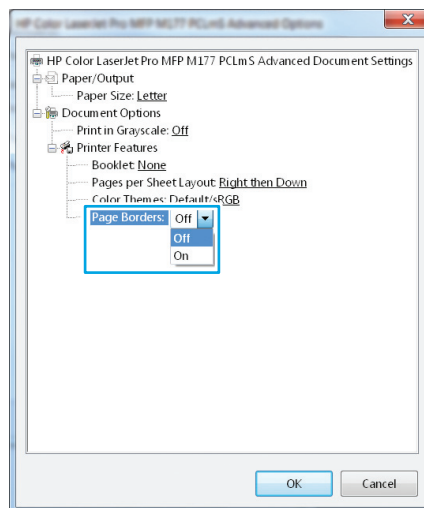 HP Color LaserJet Pro MFP M177 PCLmS Advanced Options
HP Color LaserJet Pro MFP M177 PCLm S Advanced Document Settings
Paper/Output
Paper Size: Letter
Document Options
Print in Grayscale: Off
Printer Features
Booklet: None
Pages per Sheet Layout: Right then Down
Color Themes: Default/sRGB
Page Borders: Off
Off
On
OK Cancel